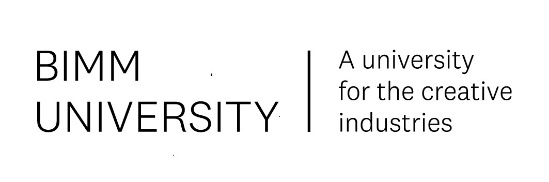 BIMM
UNIVERSITY
A university
for the creative
industries